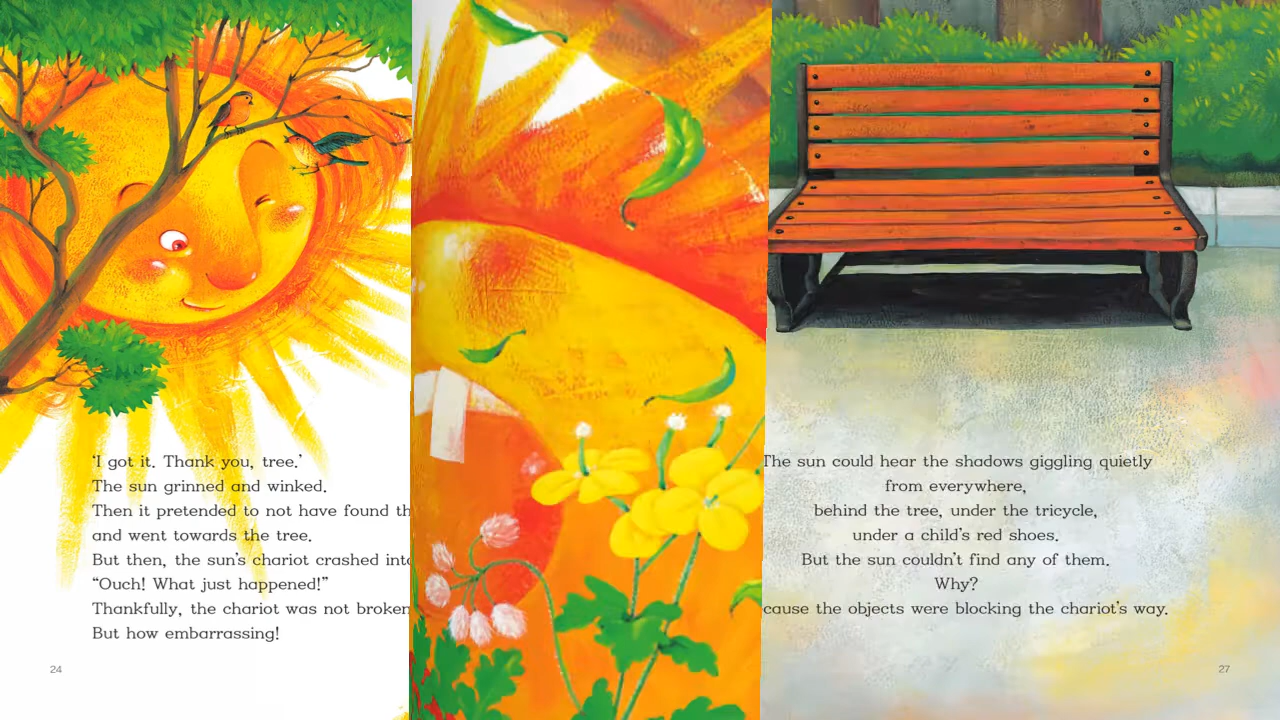 ‘I got it. Thank you, tree.’
The sun grinned and winked.
Then it pretended to not have found
and went towards the tree.
But then, the sun’s chariot crashed into
“Ouch! What just happened!”
Thankfully, the chariot was not broken
But how embarrassing!
24
The sun could hear the shadows giggling quietly
from everywhere,
behind the tree, under the tricycle,
under a child’s red shoes.
But the sun couldn’t find any of them.
Why?
cause the objects were blocking the chariot’s way.
27